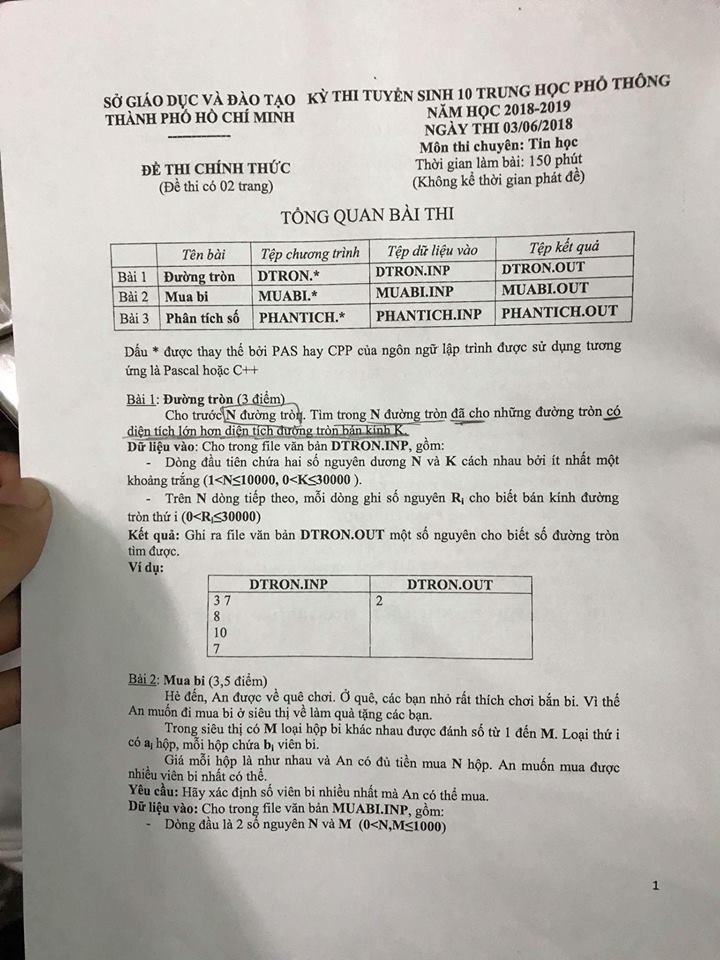 SỞ GIÁO DỤC VÀ ĐÀO TẠO
THÀNH PHỐ HỒ CHÍ MINH
ĐỀ THI CHÍNH THỨC
(Đề thi có 02 trang)
KỲ THI TUYỂN SINH 10 TRUNG HỌC PHỔ THÔNG
NĂM HỌC 2018-2019
NGÀY THI 03/06/2018
Môn thi chuyên: Tin học
Thời gian làm bài: 150 phút
(Không kể thời gian phát đề)
TỔNG QUAN BÀI THI
Tên bài Tệp chương trình Tệp dữ liệu vào Tệp kết quả
Bài 1 Đường tròn DTRON.* DTRON.INP DTRON.OUT
Bài 2 Mua bi MUABI.* MUABI.INP MUABI.OUT
Bài 3 Phân tích số PHANTICH.* PHANTICH.INP PHANTICH.OUT
Dấu * được thay thế bởi PAS hay CPP của ngôn ngữ lập trình được sử dụng tương
ứng là Pascal hoặc C++
Bài 1: Đường tròn (3 điểm)
Cho trước N đường tròn. Tìm trong N đường tròn đã cho những đường tròn có
diện tích lớn hơn diện tích đường tròn bán kính K.
Dữ liệu vào: Cho trong file văn bản DTRON.INP, gồm:
- Dòng đầu tiên chứa hai số nguyên dương N và K cách nhau bởi ít nhất một
khoảng trắng (1<N≤10000, 0<K≤30000 ).
- Trên N dòng tiếp theo, mỗi dòng ghi số nguyên Ri cho biết bán kính đường
tròn thứ i (0<Ri≤30000)
Kết quả: Ghi ra file văn bản DTRON.OUT một số nguyên cho biết số đường tròn
tìm được.
Ví dụ:
DTRON.INP DTRON.OUT
3 7 2
8
10
7
Bài 2: Mua bi (3,5 điểm)
Hè đến, An được về quê chơi. Ở quê, các bạn nhỏ rất thích chơi bắn bi. Vì thế
An muốn đi mua bi ở siêu thị về làm quà tặng các bạn.
Trong siêu thị có M loại hộp bi khác nhau được đánh số từ 1 đến M. Loại thứ i
có ai hộp, mỗi hộp chứa bi viên bi.
Giá mỗi hộp là như nhau và An có đủ tiền mua N hộp. An muốn mua được
nhiều viên bi nhất có thể.
Yêu cầu: Hãy xác định số viên bi nhiều nhất mà An có thể mua.
Dữ liệu vào: Cho trong file văn bản MUABI.INP, gồm:
- Dòng đầu là 2 số nguyên N và M (0<N,M≤1000)
1